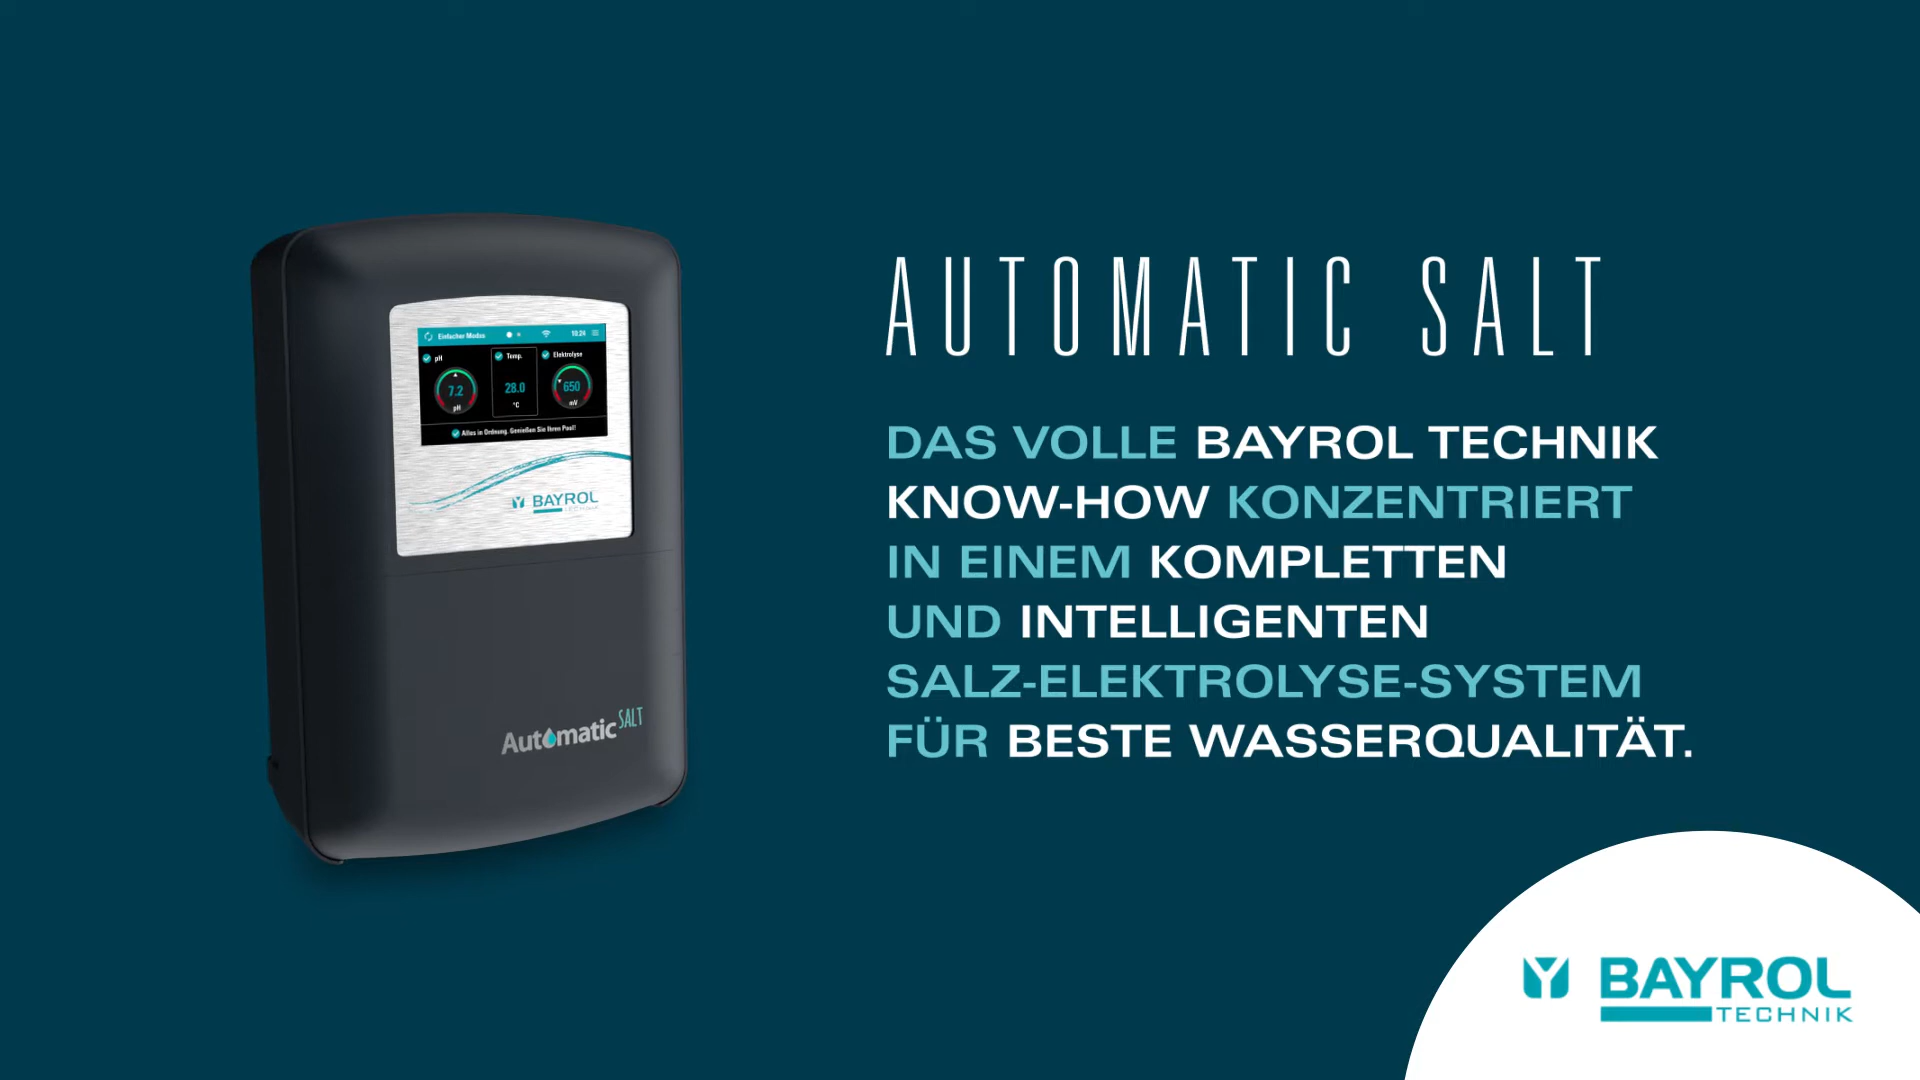 AUTOMATIC SALT
DAS VOLLE BAYROL TECHNIK
KNOW-HOW KONZENTRIERT
IN EINEM KOMPLETTEN
UND INTELLIGENTEN
SALZ-ELEKTROLYSE-SYSTEM
FÜR BESTE WASSERQUALITÄT.
Einfacher Modus 10:24
pH Temp. Elektrolyse
7.2 28.0 650
pH °C mV
Alles in Ordnung. Genießen Sie Ihren Pool!
BAYROL
TECHNIK
Automatic SALT
BAYROL
TECHNIK